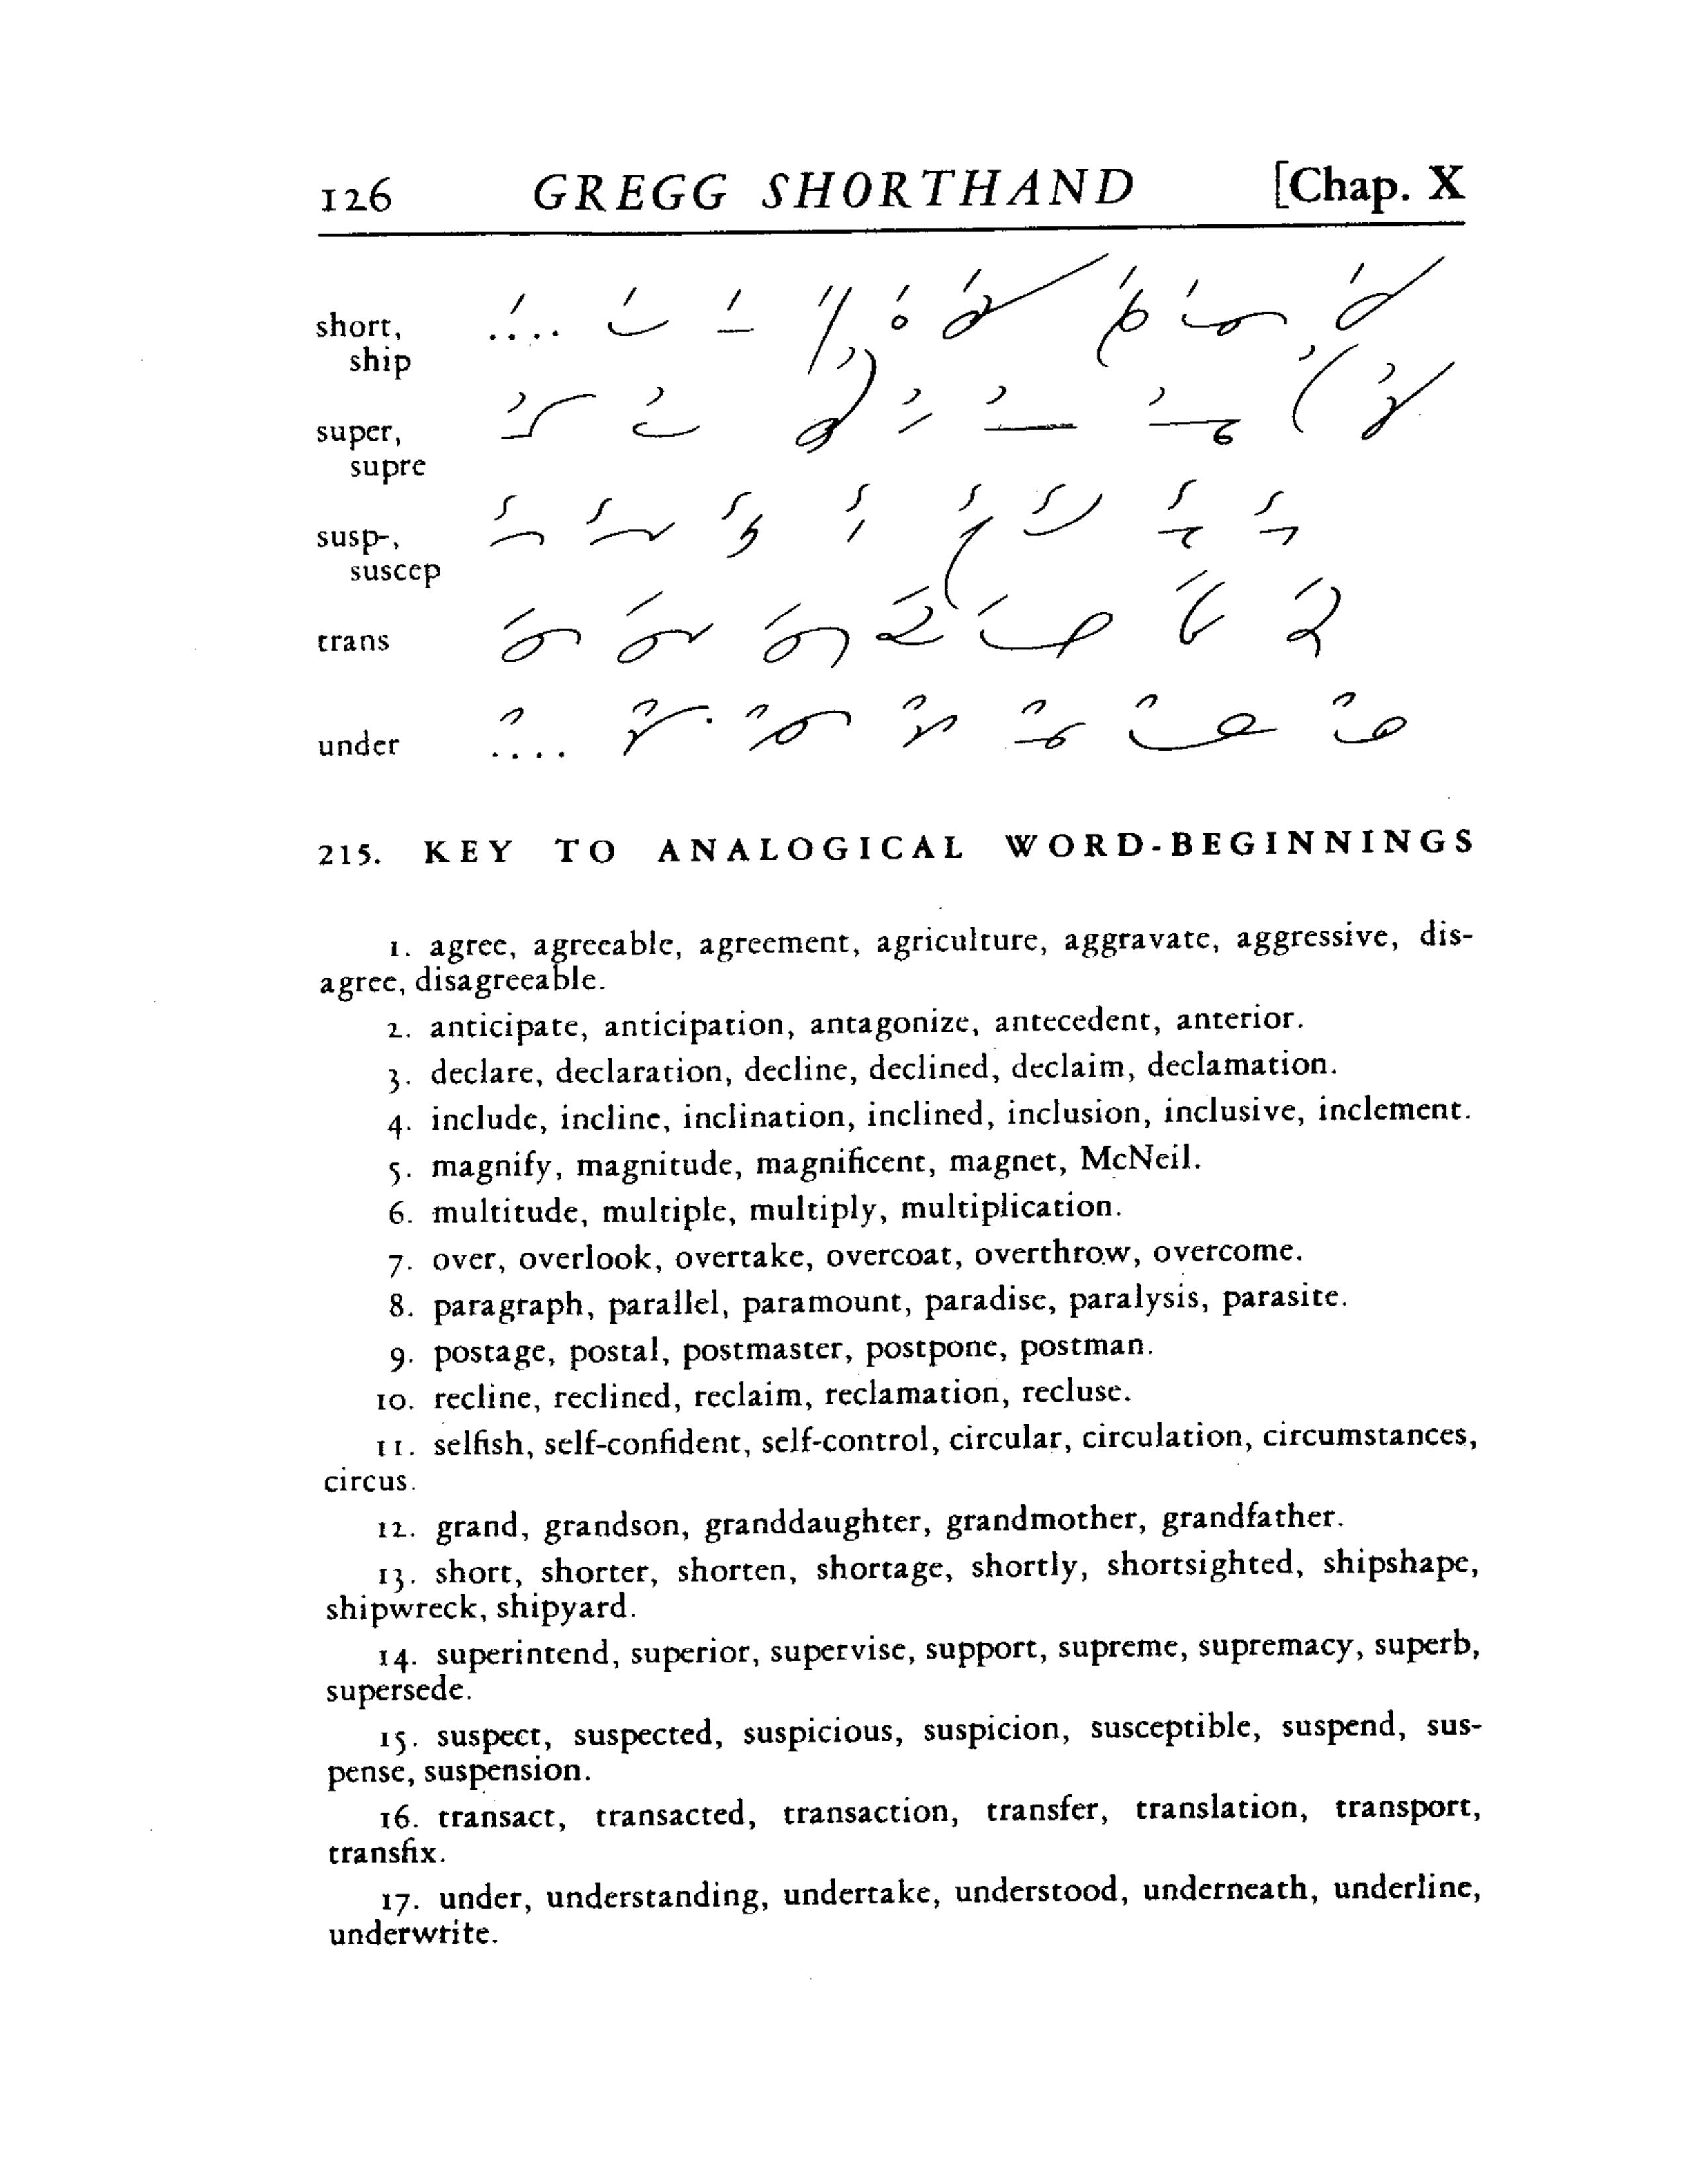 126 GREGG SHORTHAND [Chap. X
short,
ship
super,
supre
susp-,
suscep
trans
under
215. KEY TO ANALOGICAL WORD-BEGINNINGS
1. agree, agreeable, agreement, agriculture, aggravate, aggressive, dis-
agree, disagreeable.
2. anticipate, anticipation, antagonize, antecedent, anterior.
3. declare, declaration, decline, declined, declaim, declamation.
4. include, incline, inclination, inclined, inclusion, inclusive, inclement.
5. magnify, magnitude, magnificent, magnet, McNeil.
6. multitude, multiple, multiply, multiplication.
7. over, overlook, overtake, overcoat, overthrow, overcome.
8. paragraph, parallel, paramount, paradise, paralysis, parasite.
9. postage, postal, postmaster, postpone, postman.
10. recline, reclined, reclaim, reclamation, recluse.
11. selfish, self-confident, self-control, circular, circulation, circumstances,
circus.
12. grand, grandson, granddaughter, grandmother, grandfather.
13. short, shorter, shorten, shortage, shortly, shortsighted, shipshape,
shipwreck, shipyard.
14. superintend, superior, supervise, support, supreme, supremacy, superb,
supersede.
15. suspect, suspected, suspicious, suspicion, susceptible, suspend, sus-
pense, suspension.
16. transact, transacted, transaction, transfer, translation, transport,
transfix.
17. under, understanding, undertake, understood, underneath, underline,
underwrite.